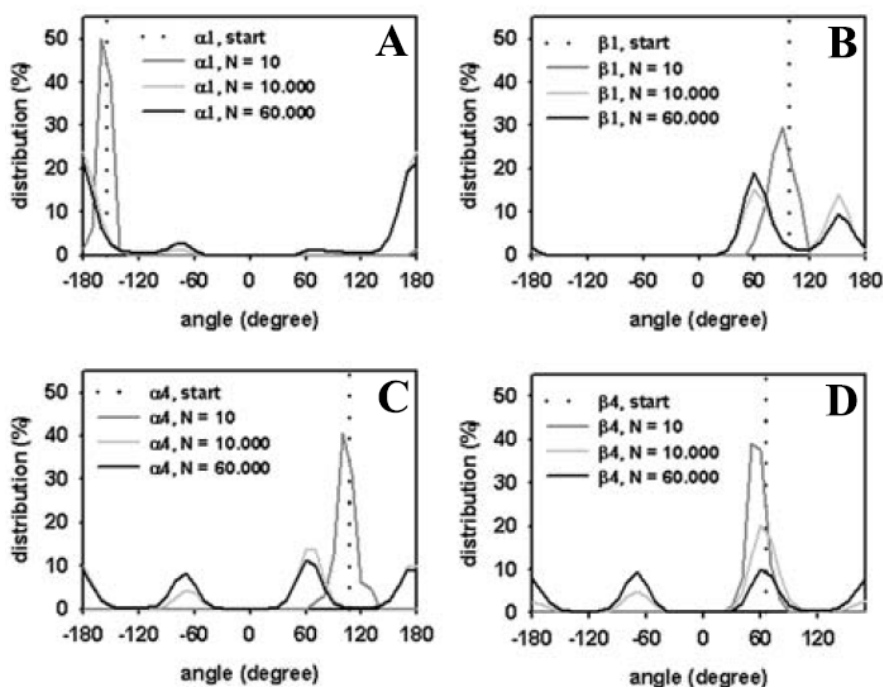 A
distribution (%)
50
40
30
20
10
0
α1, start
α1, N = 10
α1, N = 10.000
α1, N = 60.000
-180 -120 -60 0 60 120 180
angle (degree)
B
distribution (%)
50
40
30
20
10
0
β1, start
β1, N = 10
β1, N = 10.000
β1, N = 60.000
-180 -120 -60 0 60 120 180
angle (degree)
C
distribution (%)
50
40
30
20
10
0
α4, start
α4, N = 10
α4, N = 10.000
α4, N = 60.000
-180 -120 -60 0 60 120 180
angle (degree)
D
distribution (%)
50
40
30
20
10
0
β4, start
β4, N = 10
β4, N = 10.000
β4, N = 60.000
-180 -120 -60 0 60 120
angle (degree)